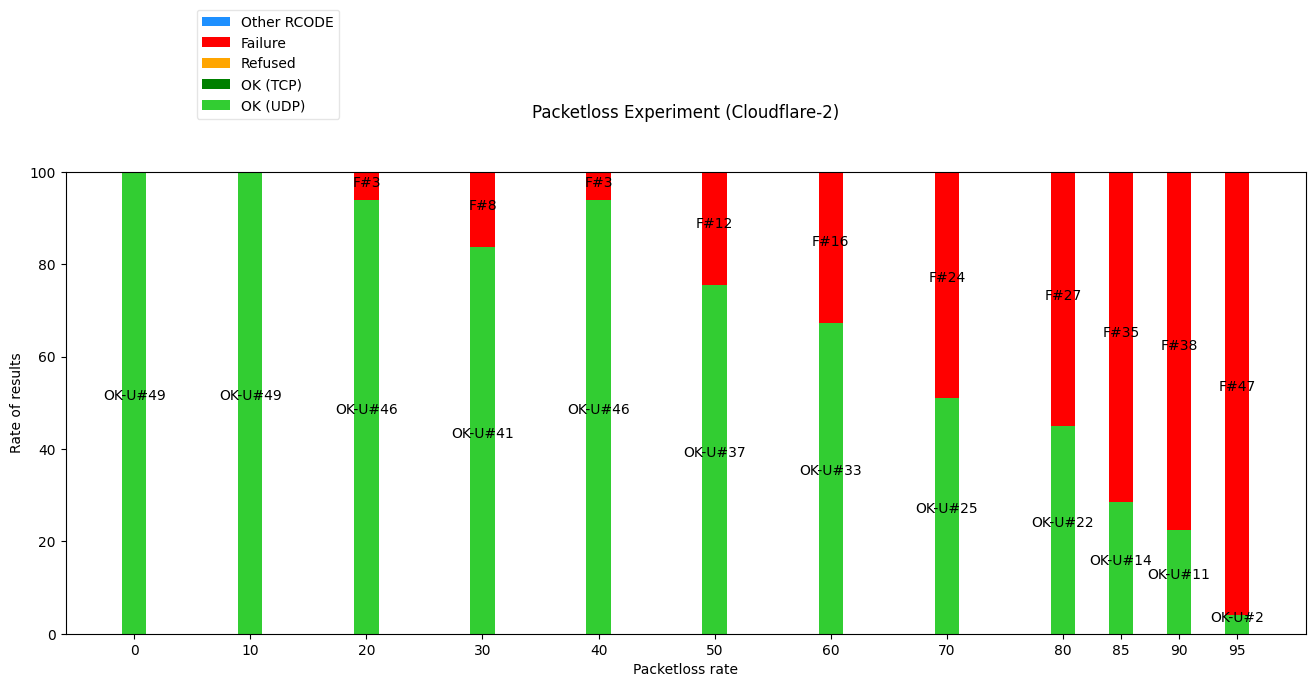 Other RCODE
Failure
Refused
OK (TCP)
OK (UDP)
Packetloss Experiment (Cloudflare-2)
Rate of results
100
80
60
40
20
0
F#3
F#8
F#3
F#12
F#16
F#24
F#27
F#35
F#38
F#47
OK-U#49
OK-U#49
OK-U#46
OK-U#41
OK-U#46
OK-U#37
OK-U#33
OK-U#25
OK-U#22
OK-U#14
OK-U#11
OK-U#2
0 10 20 30 40 50 60 70 80 85 90 95
Packetloss rate